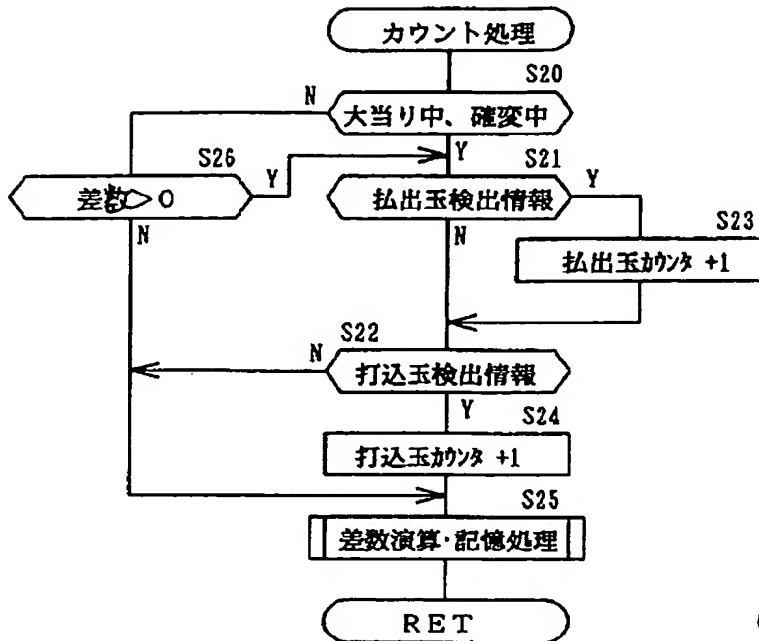 カウント処理
S20
N
大当り中、確変中
Y
S26
Y
S21
差数>0
払出玉検出情報
Y
N
N
S23
払出玉カウンタ +1
S22
N
打込玉検出情報
Y
S24
打込玉カウンタ +1
S25
差数演算・記憶処理
RET